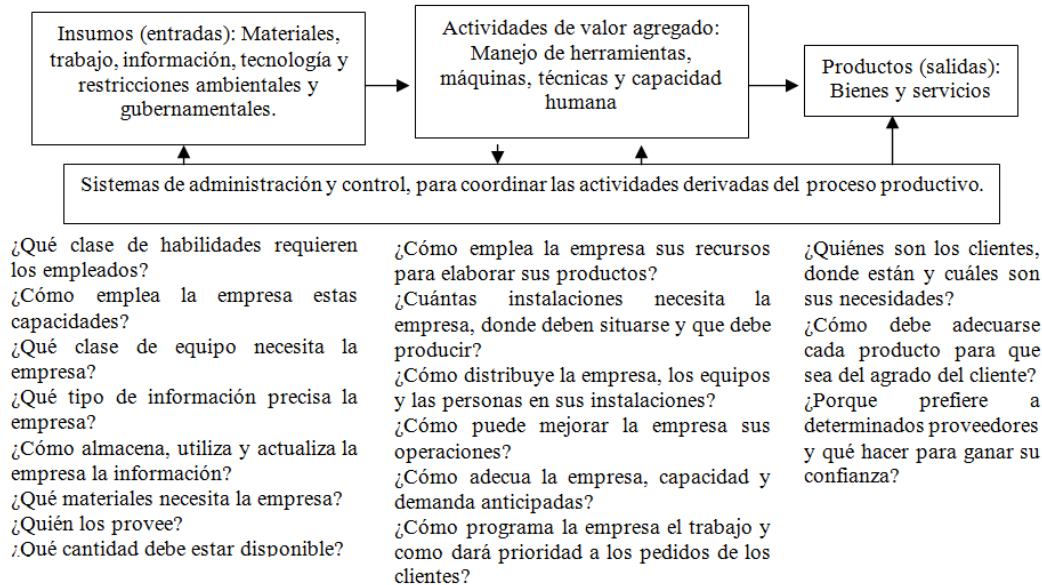 Insumos (entradas): Materiales,
trabajo, información, tecnología y
restricciones ambientales y
gubernamentales.
Actividades de valor agregado:
Manejo de herramientas,
máquinas, técnicas y capacidad
humana
Productos (salidas):
Bienes y servicios
Sistemas de administración y control, para coordinar las actividades derivadas del proceso productivo.
¿Qué clase de habilidades requieren
los empleados?
¿Cómo emplea la empresa estas
capacidades?
¿Qué clase de equipo necesita la
empresa?
¿Qué tipo de información precisa la
empresa?
¿Cómo almacena, utiliza y actualiza la
empresa la información?
¿Qué materiales necesita la empresa?
¿Quién los provee?
¿Qué cantidad debe estar disponible?
¿Cómo emplea la empresa sus recursos
para elaborar sus productos?
¿Cuántas instalaciones necesita la
empresa, donde deben situarse y que debe
producir?
¿Cómo distribuye la empresa, los equipos
y las personas en sus instalaciones?
¿Cómo puede mejorar la empresa sus
operaciones?
¿Cómo adecua la empresa, capacidad y
demanda anticipadas?
¿Cómo programa la empresa el trabajo y
como dará prioridad a los pedidos de los
clientes?
¿Quiénes son los clientes,
donde están y cuáles son
sus necesidades?
¿Cómo debe adecuarse
cada producto para que
sea del agrado del cliente?
¿Porque prefiere a
determinados proveedores
y qué hacer para ganar su
confianza?